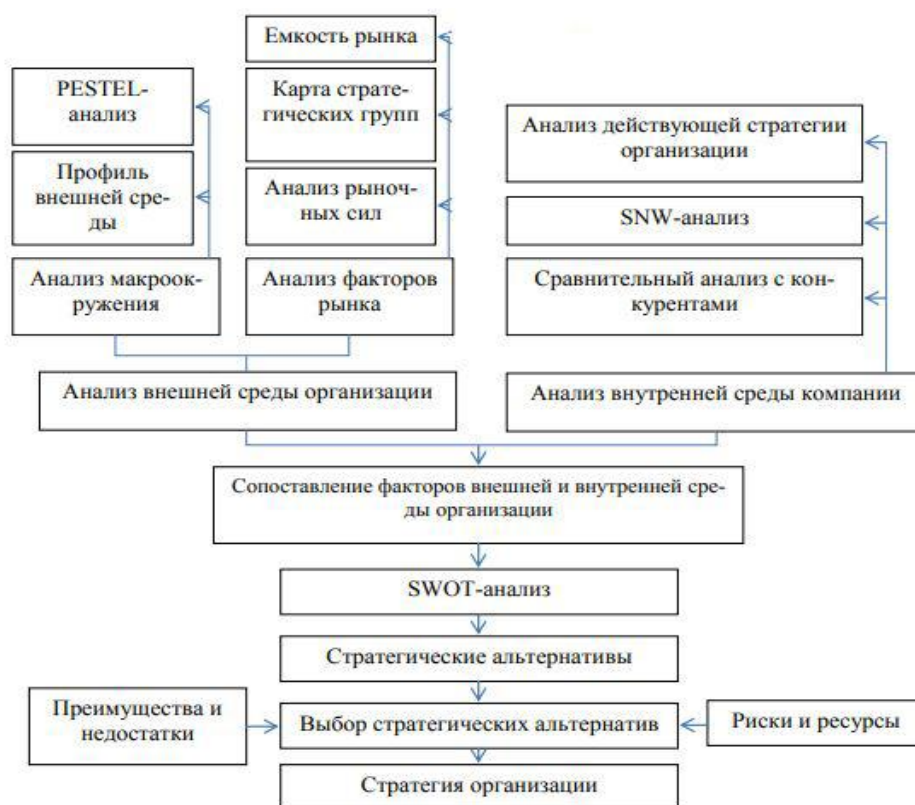 Емкость рынка
PESTEL-
анализ
Карта страте-
гических групп
Анализ действующей стратегии
организации
Профиль
внешней сре-
ды
Анализ рыноч-
ных сил
SNW-анализ
Анализ макроок-
ружения
Анализ факторов
рынка
Сравнительный анализ с кон-
курентами
Анализ внешней среды организации
Анализ внутренней среды компании
Сопоставление факторов внешней и внутренней сре-
ды организации
SWOT-анализ
Стратегические альтернативы
Преимущества и
недостатки
Выбор стратегических альтернатив
Риски и ресурсы
Стратегия организации